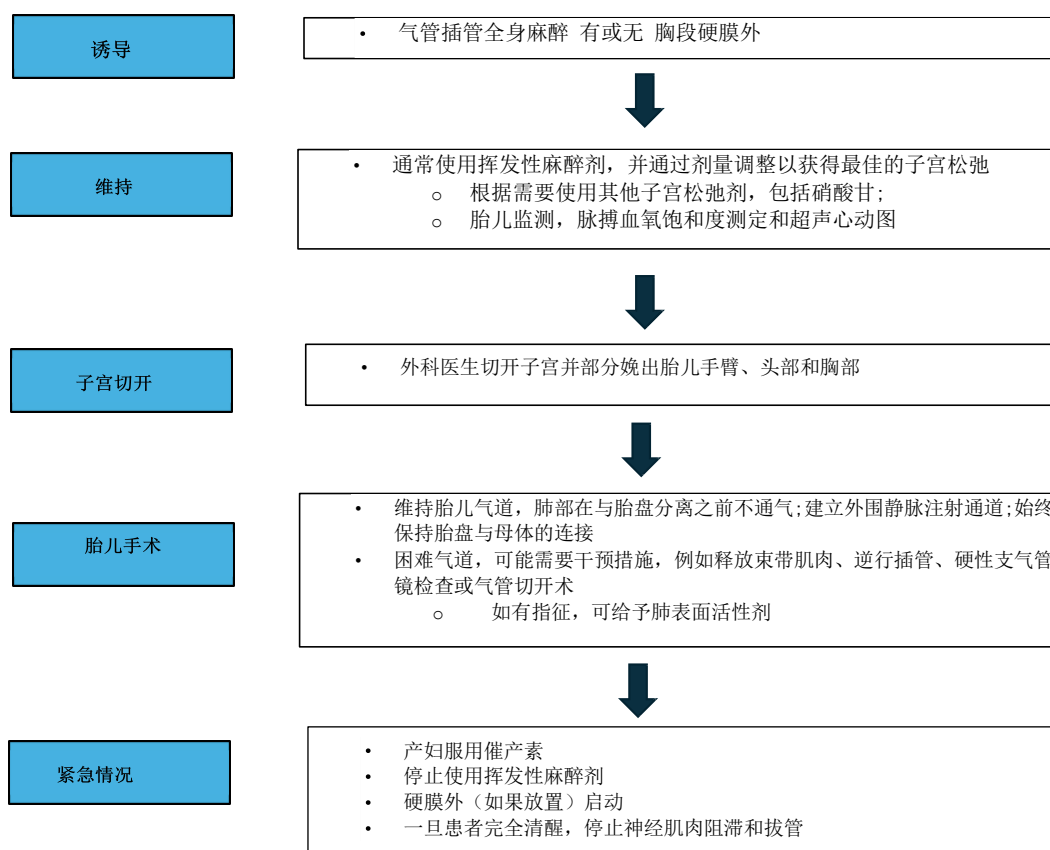 诱导
• 气管插管全身麻醉 有或无 胸段硬膜外
维持
• 通常使用挥发性麻醉剂，并通过剂量调整以获得最佳的子宫松弛
o 根据需要使用其他子宫松弛剂，包括硝酸甘;
o 胎儿监测，脉搏血氧饱和度测定和超声心动图
子宫切开
• 外科医生切开子宫并部分娩出胎儿手臂、头部和胸部
胎儿手术
• 维持胎儿气道，肺部在与胎盘分离之前不通气;建立外围静脉注射通道;始终
保持胎盘与母体的连接
• 困难气道，可能需要干预措施，例如释放束带肌肉、逆行插管、硬性支气管
镜检查或气管切开术
o 如有指征，可给予肺表面活性剂
紧急情况
• 产妇服用催产素
• 停止使用挥发性麻醉剂
• 硬膜外（如果放置）启动
• 一旦患者完全清醒，停止神经肌肉阻滞和拔管